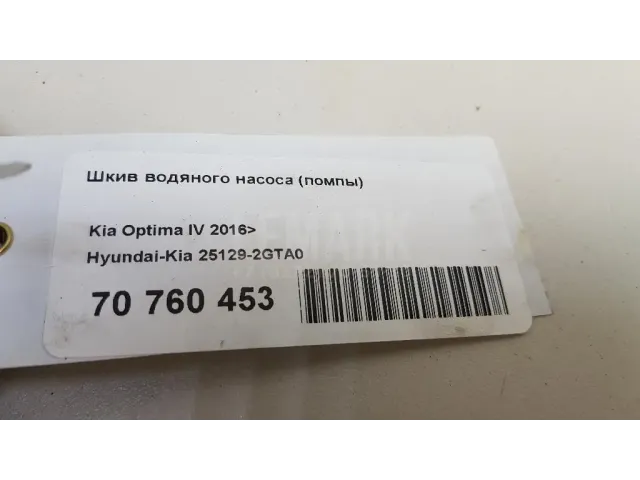 Шкив водяного насоса (помпы)
Kia Optima IV 2016>
Hyundai-Kia 25129-2GTA0
70 760 453